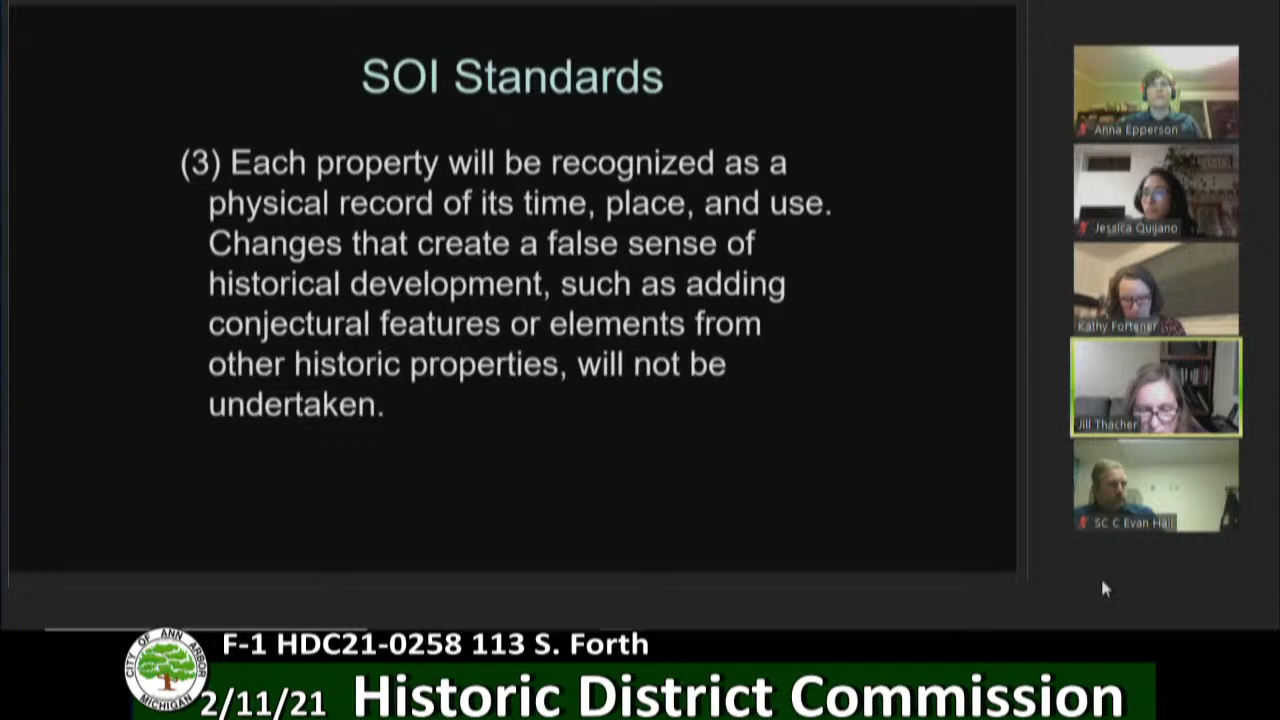 SOI Standards
(3) Each property will be recognized as a
physical record of its time, place, and use.
Changes that create a false sense of
historical development, such as adding
conjectural features or elements from
other historic properties, will not be
undertaken.
Anna Epperson
Jessica Quijano
Kathy Fortener
Jill Thacher
SC C Evan Hall
F-1 HDC21-0258 113 S. Forth
CITY OF ANN ARBOR
MICHIGAN
2/11/21 Historic District Commission